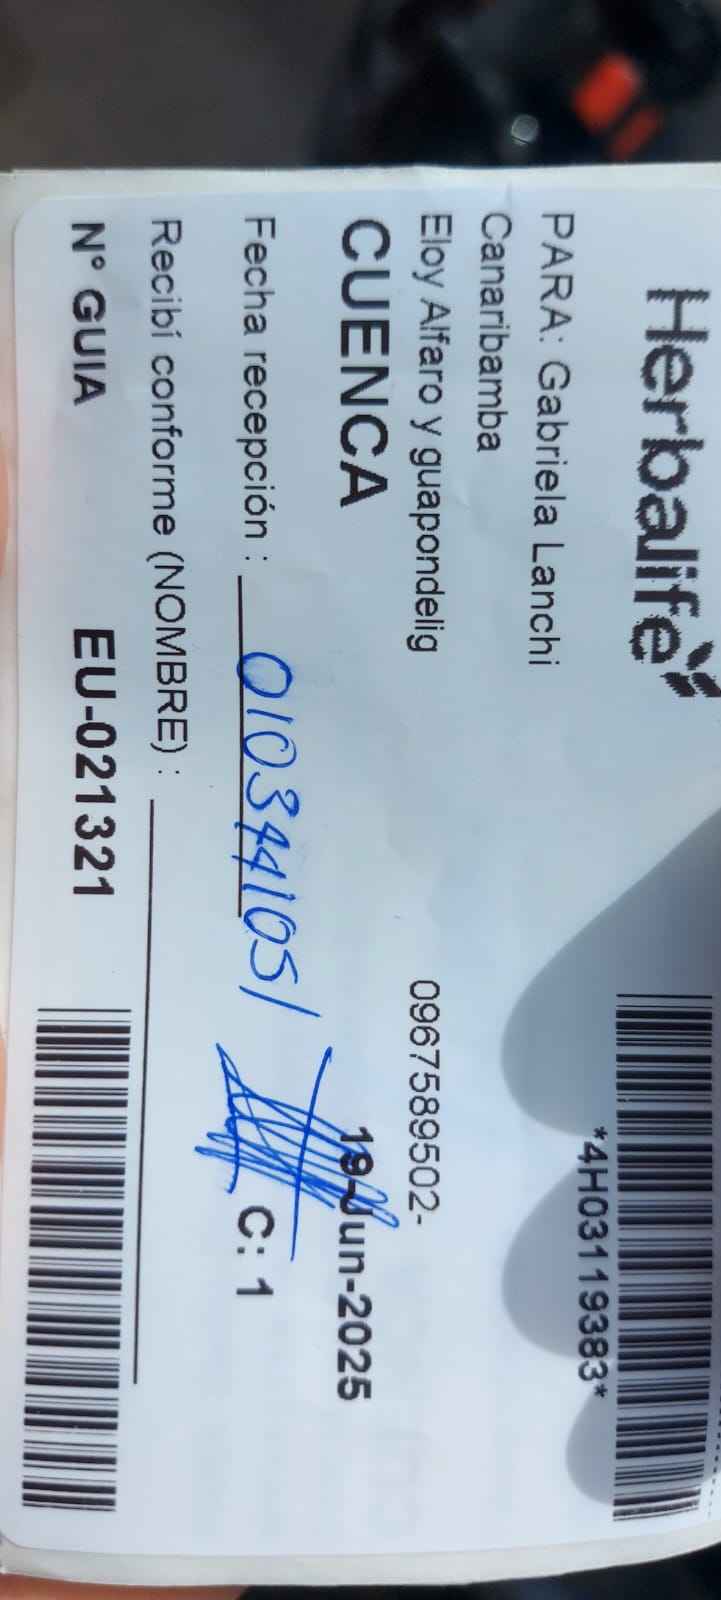 Herbalife
*4H03119383*
PARA: Gabriela Lanchi
Canaribamba
Eloy Alfaro y guapondelig 0967589502-
CUENCA 19-Jun-2025
Fecha recepción : 0103441051
C: 1
Recibí conforme (NOMBRE) :
N° GUIA EU-021321